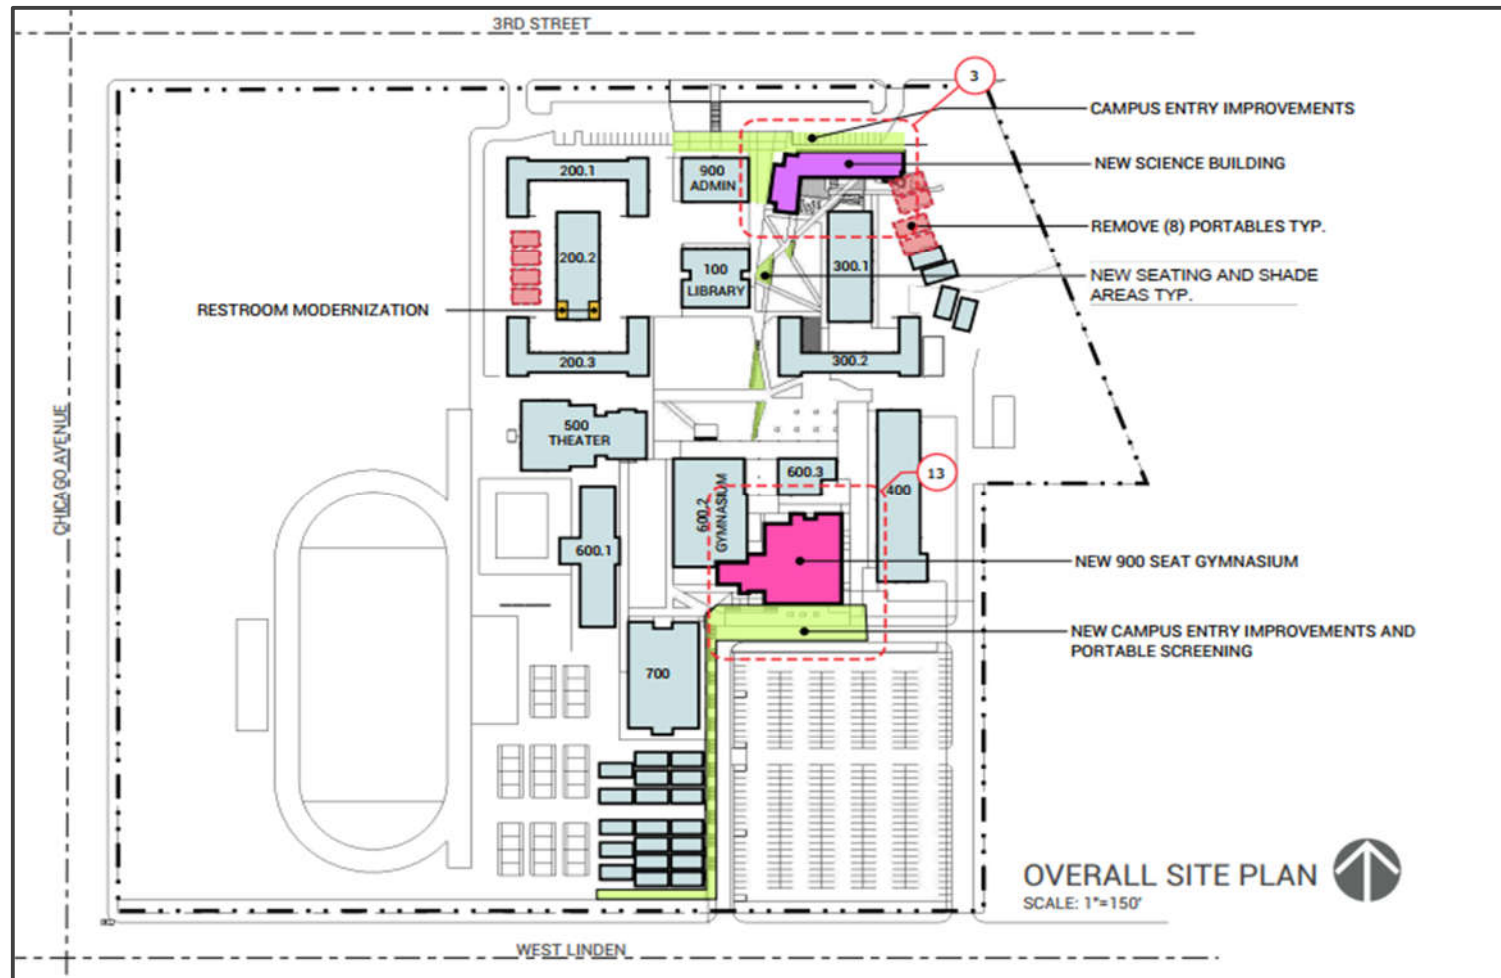 3RD STREET
3
CAMPUS ENTRY IMPROVEMENTS
NEW SCIENCE BUILDING
200.1
900
ADMIN
REMOVE (8) PORTABLES TYP.
200.2
100
LIBRARY
300.1
NEW SEATING AND SHADE
AREAS TYP.
RESTROOM MODERNIZATION
200.3
300.2
CHICAGO AVENUE
500
THEATER
600.3
13
400
600.2
GYMNASIUM
600.1
NEW 900 SEAT GYMNASIUM
NEW CAMPUS ENTRY IMPROVEMENTS AND
PORTABLE SCREENING
700
OVERALL SITE PLAN
SCALE: 1"=150'
WEST LINDEN